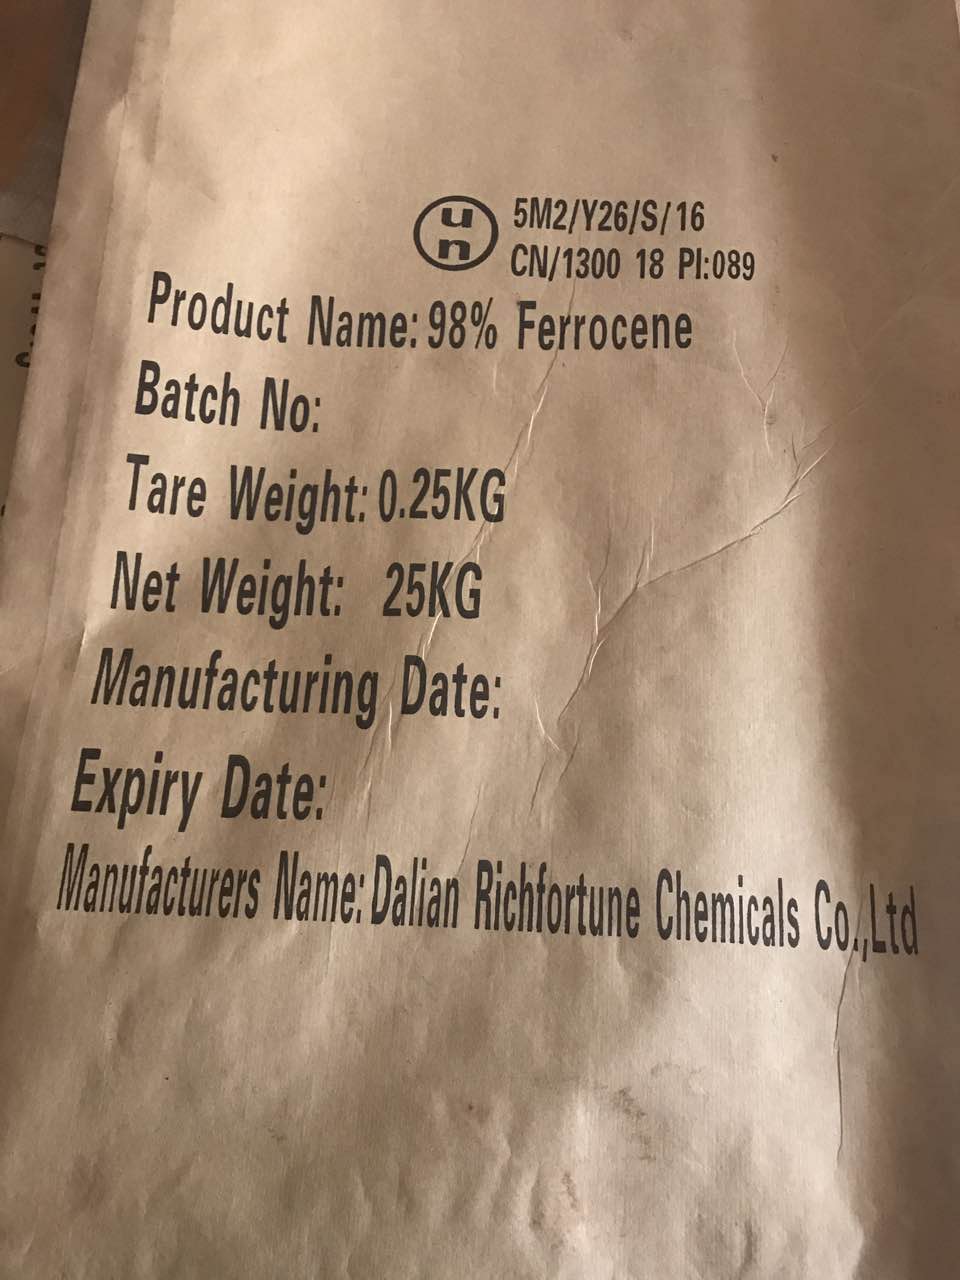 un
5M2/Y26/S/16
CN/1300 18 PI:089
Product Name: 98% Ferrocene
Batch No:
Tare Weight: 0.25KG
Net Weight: 25KG
Manufacturing Date:
Expiry Date:
Manufacturers Name: Dalian Richfortune Chemicals Co.,Ltd